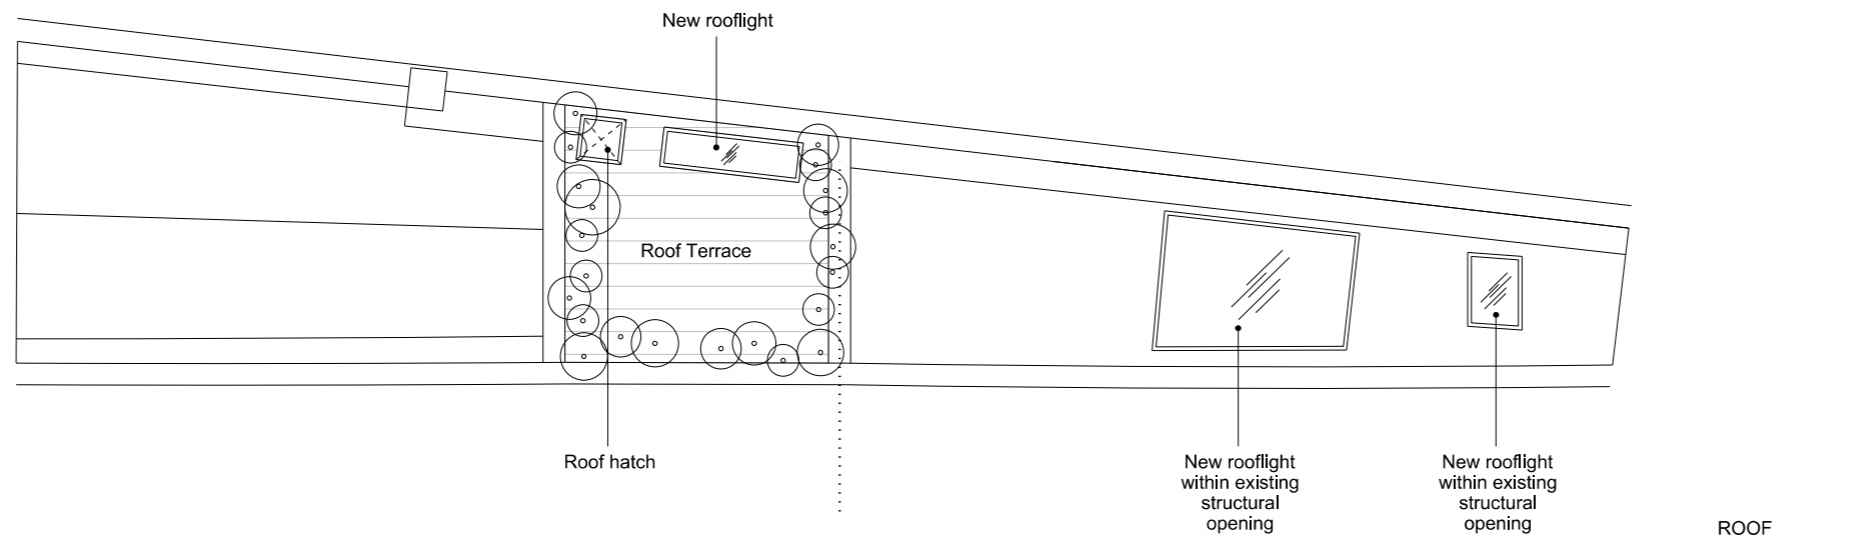 New rooflight
Roof Terrace
Roof hatch
New rooflight
within existing
structural
opening
New rooflight
within existing
structural
opening
ROOF